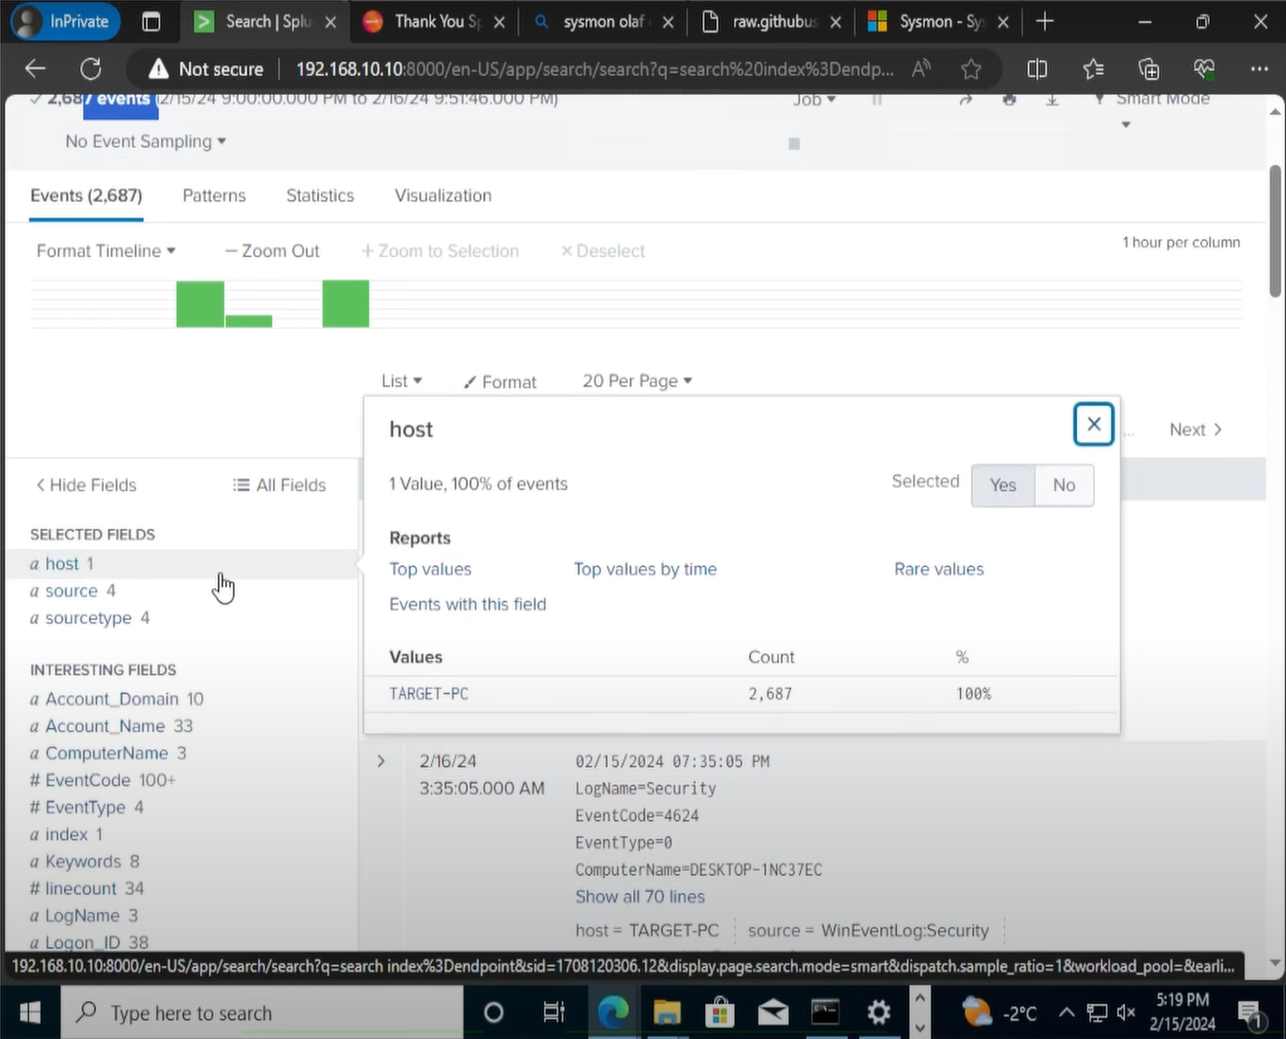 InPrivate
Search | Splu
Thank You Sp
sysmon olaf
raw.githubus
Sysmon - Sys
Not secure
192.168.10.10:8000/en-US/app/search/search?q=search%20index%3Dendp...
2,687 events (2/15/24 9:00:00.000 PM to 2/16/24 9:51:46.000 PM)
Job
Smart Mode
No Event Sampling
Events (2,687)
Patterns
Statistics
Visualization
Format Timeline
— Zoom Out
+ Zoom to Selection
× Deselect
1 hour per column
List
Format
20 Per Page
...
Next >
host
1 Value, 100% of events
Selected
Yes
No
Reports
Top values
Top values by time
Rare values
Events with this field
Values
Count
%
TARGET-PC
2,687
100%
< Hide Fields
All Fields
SELECTED FIELDS
a host 1
a source 4
a sourcetype 4
INTERESTING FIELDS
a Account_Domain 10
a Account_Name 33
a ComputerName 3
# EventCode 100+
# EventType 4
a index 1
a Keywords 8
# linecount 34
a LogName 3
a Logon_ID 38
2/16/24
3:35:05.000 AM
02/15/2024 07:35:05 PM
LogName=Security
EventCode=4624
EventType=0
ComputerName=DESKTOP-1NC37EC
Show all 70 lines
host = TARGET-PC
source = WinEventLog:Security
192.168.10.10:8000/en-US/app/search/search?q=search index%3Dendpoint&sid=1708120306.12&display.page.search.mode=smart&dispatch.sample_ratio=1&workload_pool=&earli...
Type here to search
-2°C
5:19 PM
2/15/2024
1